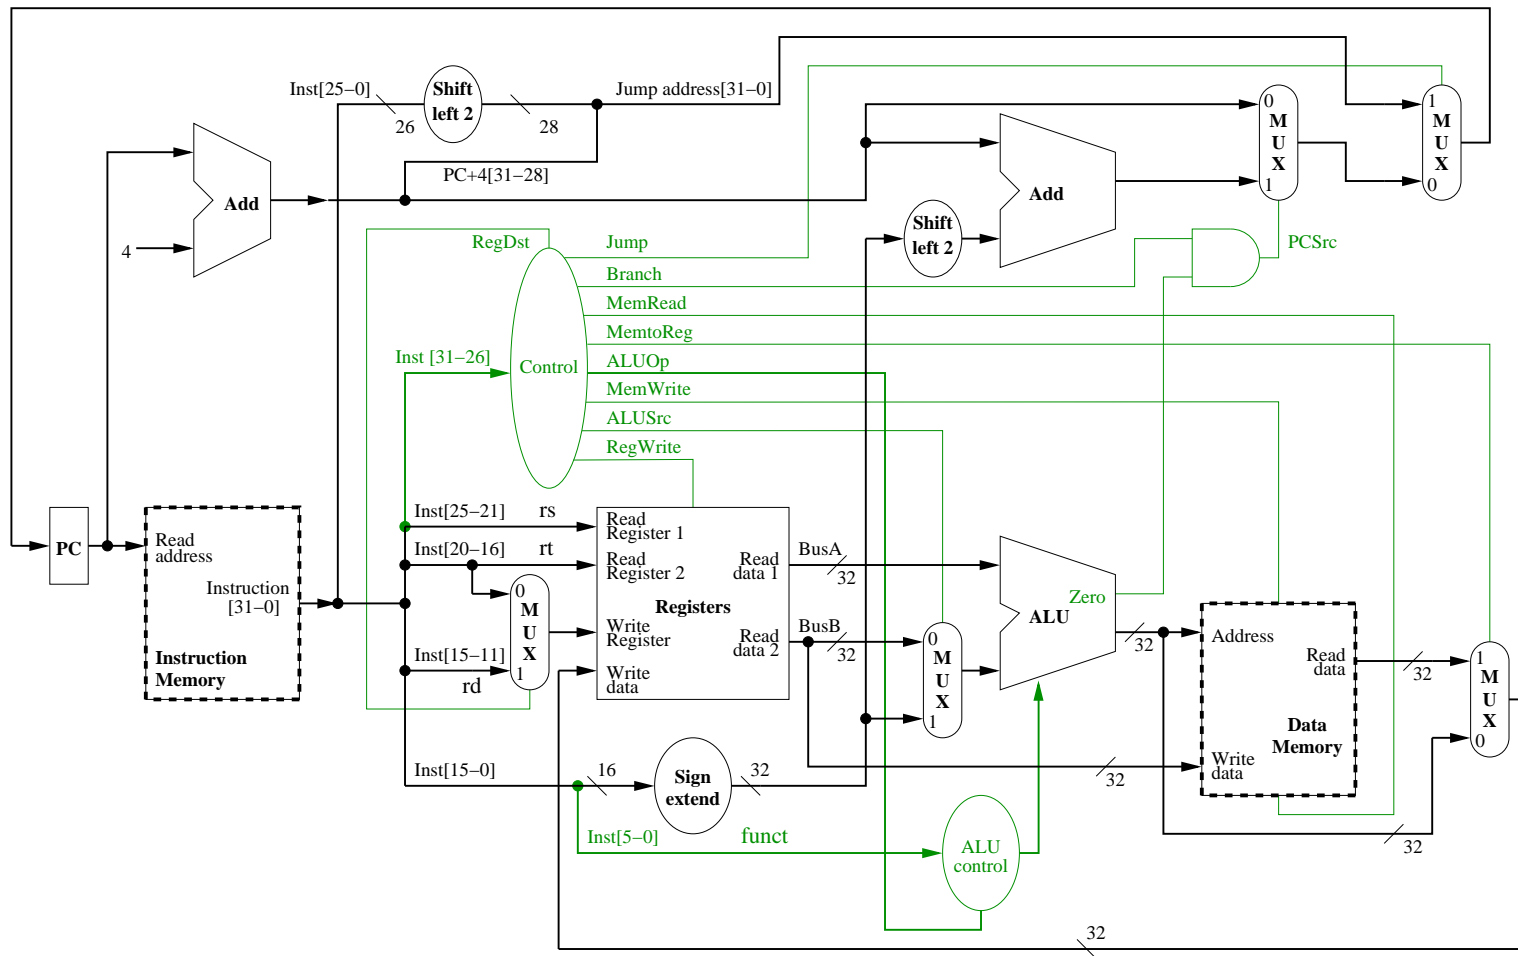 Inst[25−0]
Shift
left 2
Jump address[31−0]
26
28
PC+4[31−28]
Add
4
0
M
U
X
1
1
M
U
X
0
Add
Shift
left 2
RegDst
Jump
Branch
MemRead
MemtoReg
ALUOp
MemWrite
ALUSrc
RegWrite
PCSrc
Inst [31−26]
Control
PC
Read
address
Instruction
[31−0]
Instruction
Memory
Inst[25−21]
rs
Inst[20−16]
rt
0
M
U
X
1
Inst[15−11]
rd
Read
Register 1
Read
Register 2
Read
data 1
Registers
Write
Register
Read
data 2
Write
data
BusA
32
BusB
32
0
M
U
X
1
Zero
ALU
32
Address
Read
data
Data
Memory
Write
data
32
1
M
U
X
0
Inst[15−0]
16
Sign
extend
32
32
Inst[5−0]
funct
ALU
control
32
32